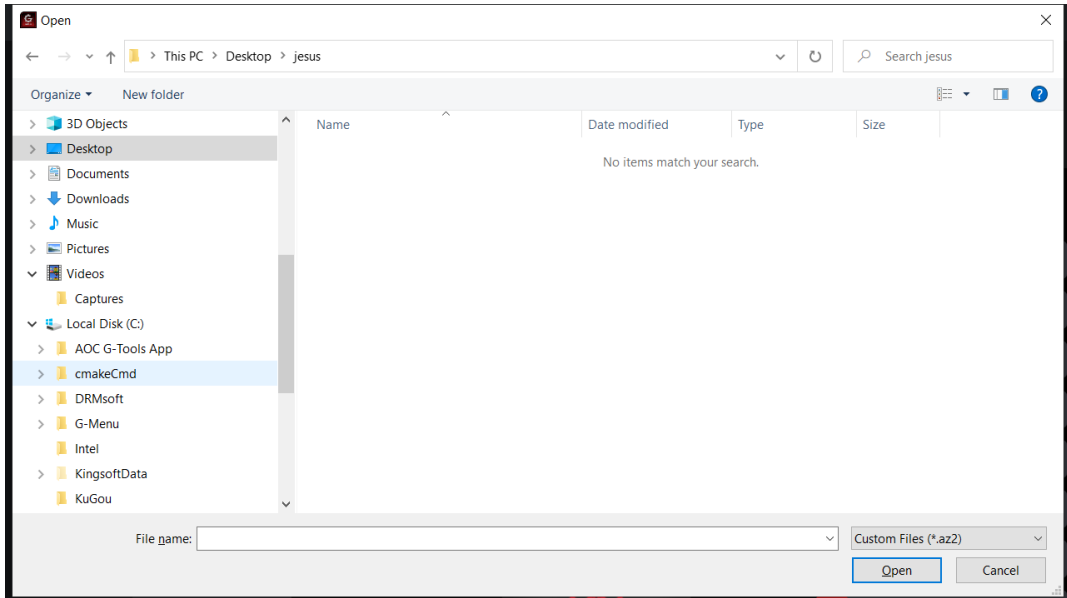 Open
This PC > Desktop > jesus
Search jesus
Organize
New folder
3D Objects
Desktop
Documents
Downloads
Music
Pictures
Videos
Captures
Local Disk (C:)
AOC G-Tools App
cmakeCmd
DRMsoft
G-Menu
Intel
KingsoftData
KuGou
Name
Date modified
Type
Size
No items match your search.
File name:
Custom Files (*.az2)
Open
Cancel